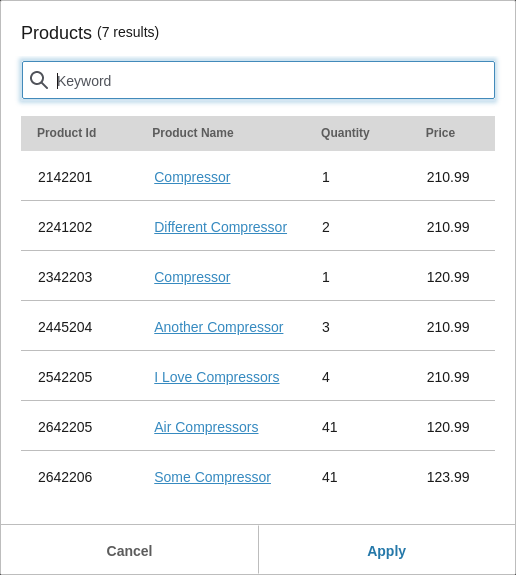 Products (7 results)
Keyword
Product Id Product Name Quantity Price
2142201 Compressor 1 210.99
2241202 Different Compressor 2 210.99
2342203 Compressor 1 120.99
2445204 Another Compressor 3 210.99
2542205 I Love Compressors 4 210.99
2642205 Air Compressors 41 120.99
2642206 Some Compressor 41 123.99
Cancel Apply